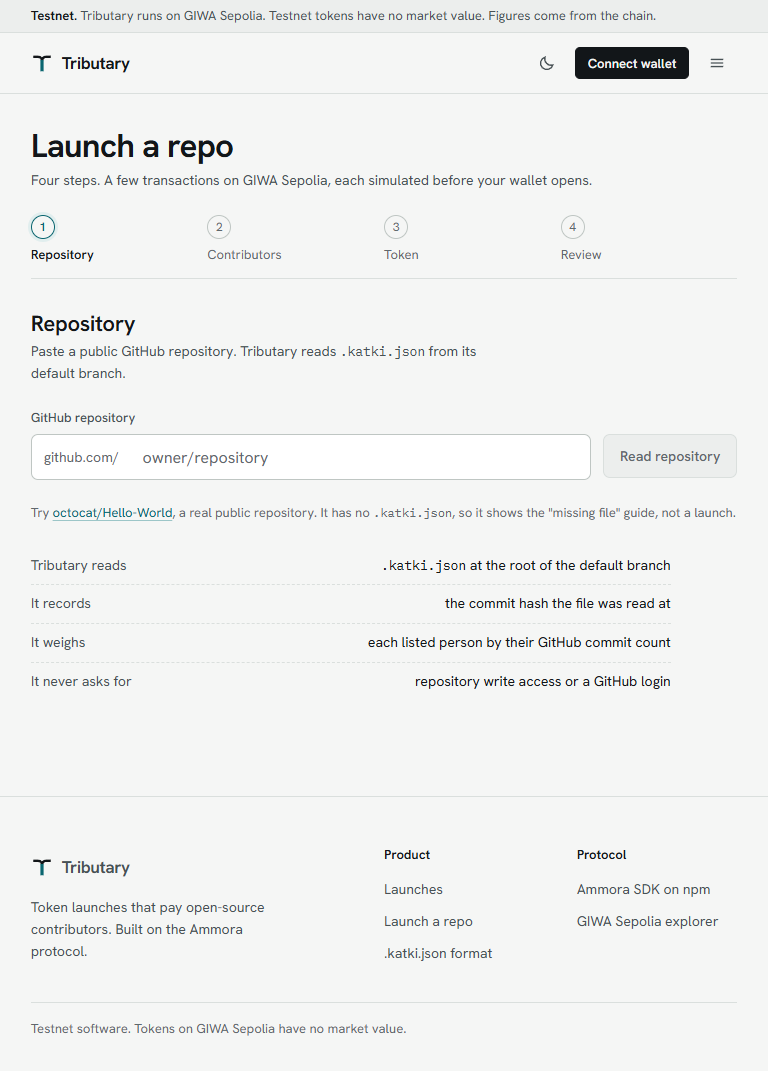 Testnet. Tributary runs on GIWA Sepolia. Testnet tokens have no market value. Figures come from the chain.
Tributary
Connect wallet
Launch a repo
Four steps. A few transactions on GIWA Sepolia, each simulated before your wallet opens.
1
2
3
4
Repository
Contributors
Token
Review
Repository
Paste a public GitHub repository. Tributary reads .katki.json from its
default branch.
GitHub repository
github.com/ owner/repository
Read repository
Try octocat/Hello-World, a real public repository. It has no .katki.json, so it shows the "missing file" guide, not a launch.
Tributary reads .katki.json at the root of the default branch
It records the commit hash the file was read at
It weighs each listed person by their GitHub commit count
It never asks for repository write access or a GitHub login
Tributary
Token launches that pay open-source
contributors. Built on the Ammora
protocol.
Product
Launches
Launch a repo
.katki.json format
Protocol
Ammora SDK on npm
GIWA Sepolia explorer
Testnet software. Tokens on GIWA Sepolia have no market value.